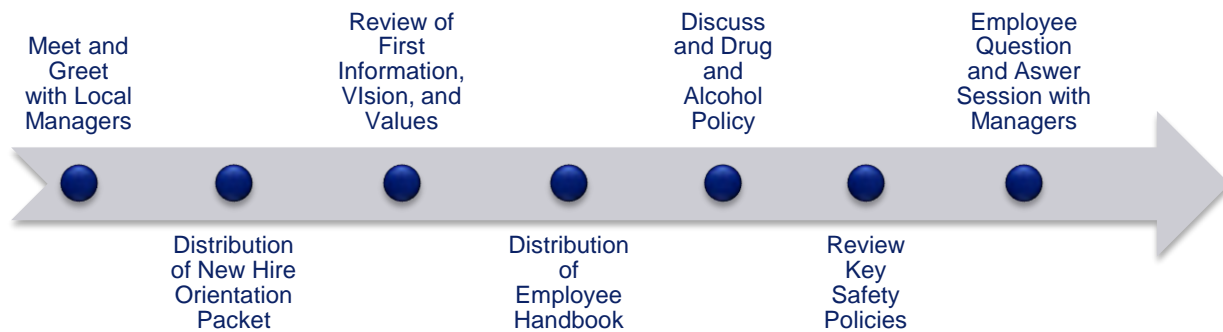 Meet and
Greet
with Local
Managers
Distribution
of New Hire
Orientation
Packet
Review of
First
Information,
VIsion, and
Values
Distribution
of
Employee
Handbook
Discuss
and Drug
and
Alcohol
Policy
Review
Key
Safety
Policies
Employee
Question
and Aswer
Session with
Managers